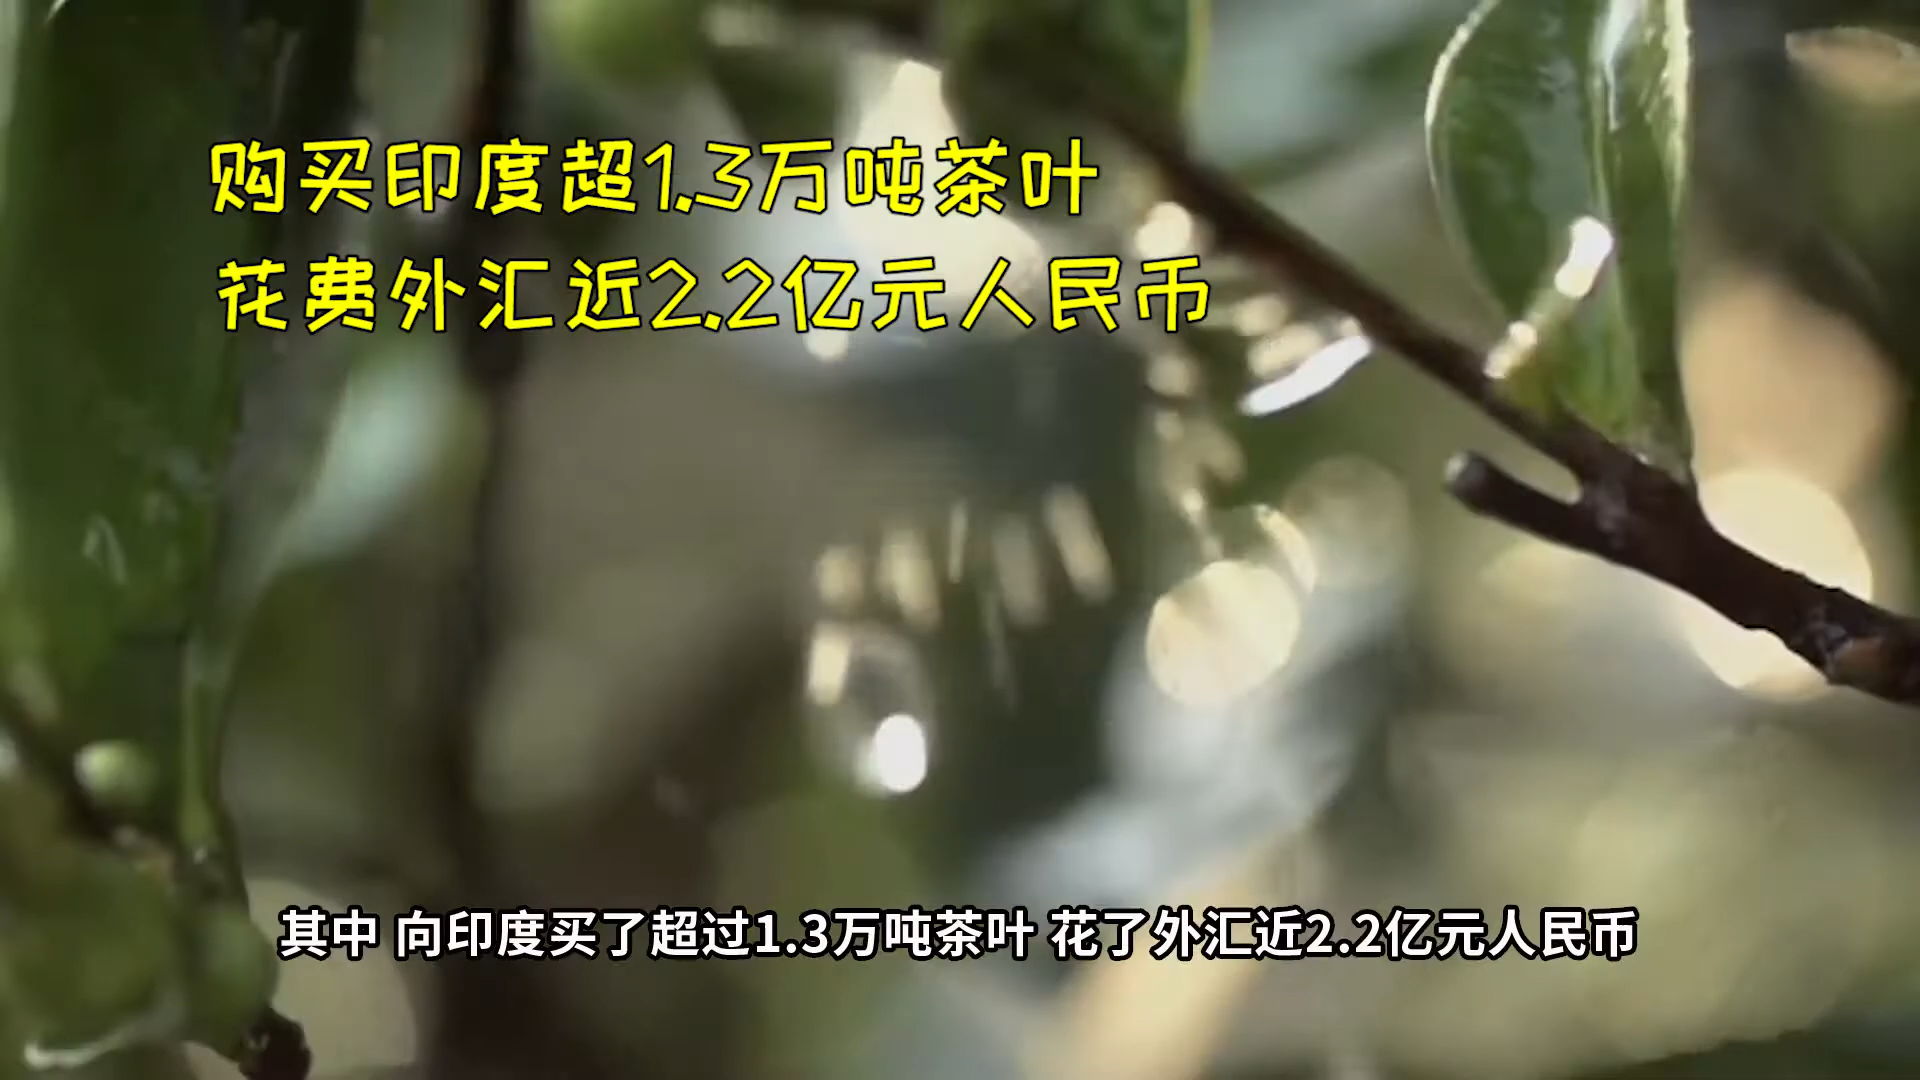 购买印度超1.3万吨茶叶
花费外汇近2.2亿元人民币
其中 向印度买了超过1.3万吨茶叶 花了外汇近2.2亿元人民币